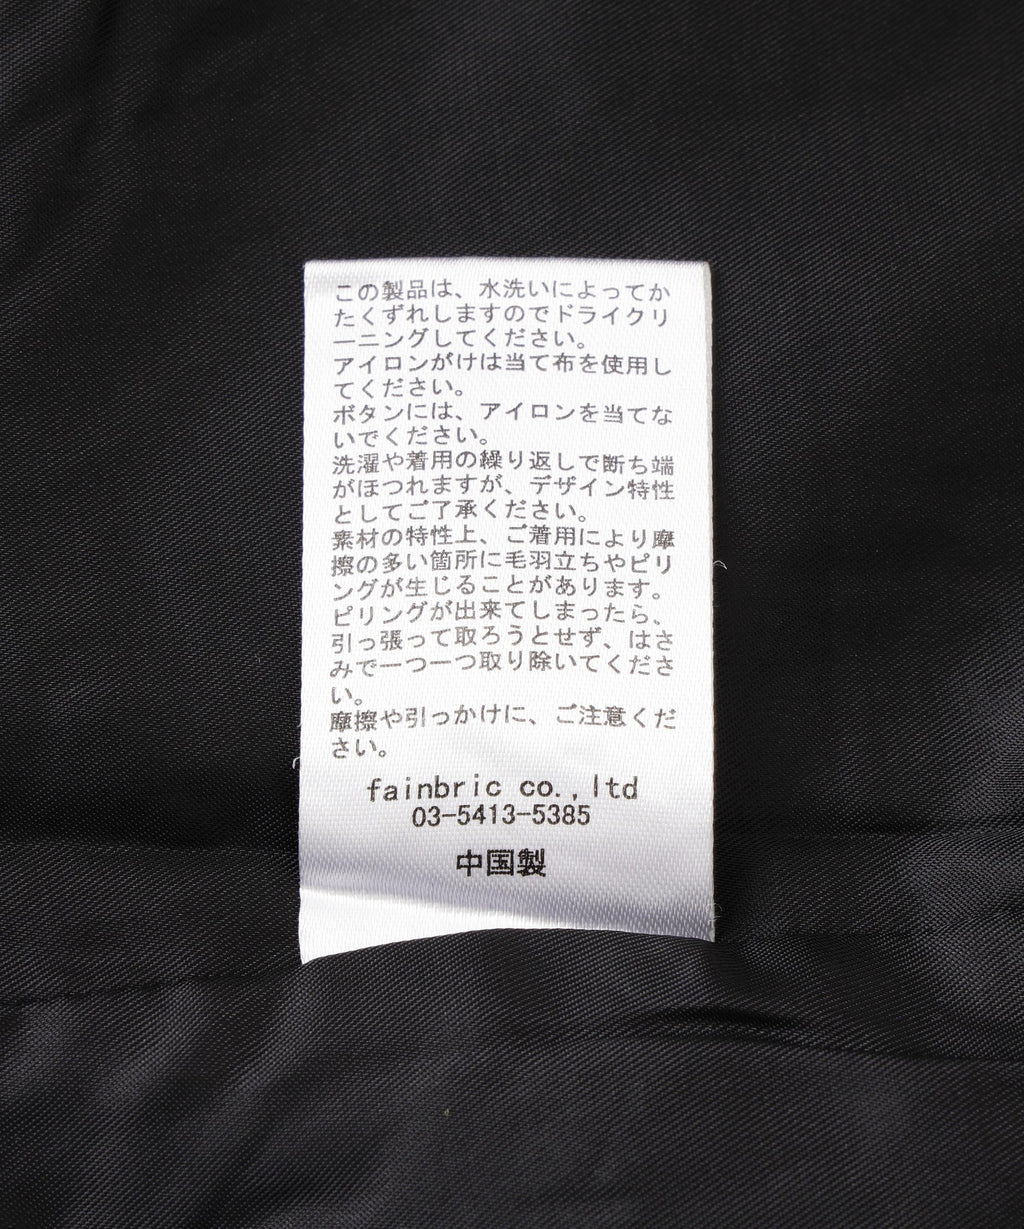 この製品は、水洗いによってか
たくずれしますのでドライクリ
ーニングしてください。
アイロンがけは当て布を使用し
てください。
ボタンには、アイロンを当てな
いでください。
洗濯や着用の繰り返しで断ち端
がほつれますが、デザイン特性
としてご了承ください。
素材の特性上、ご着用により摩
擦の多い箇所に毛羽立ちやピリ
ングが生じることがあります。
ピリングが出来てしまったら、
引っ張って取ろうとせず、はさ
みで一つ一つ取り除いてくださ
い。
摩擦や引っかけに、ご注意くだ
さい。
fainbric co.,ltd
03-5413-5385
中国製